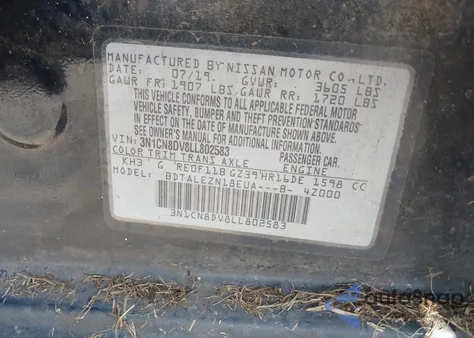 MANUFACTURED BY NISSAN MOTOR CO., LTD.
DATE: 07/19. GVWR: 3605 LBS
GAWR FR: 1907 LBS/GAWR RR: 1720 LBS
THIS VEHICLE CONFORMS TO ALL APPLICABLE FEDERAL MOTOR
VEHICLE SAFETY, BUMPER AND THEFT PREVENTION STANDARDS
IN EFFECT ON THE DATE OF MANUFACTURE SHOWN ABOVE.
SEE OWNER'S MANUAL FOR ADDITIONAL INFORMATION.
VIN: 3N1CN8DV8LL802583 PASSENGER CAR.
COLOR TRIM TRANS AXLE ENGINE
KH3 G RE0F11B GZ39 HR16DE 1598 CC
MODEL: BDTALEZN18EUA---B- 4Z000
3N1CN8DV8LL802583